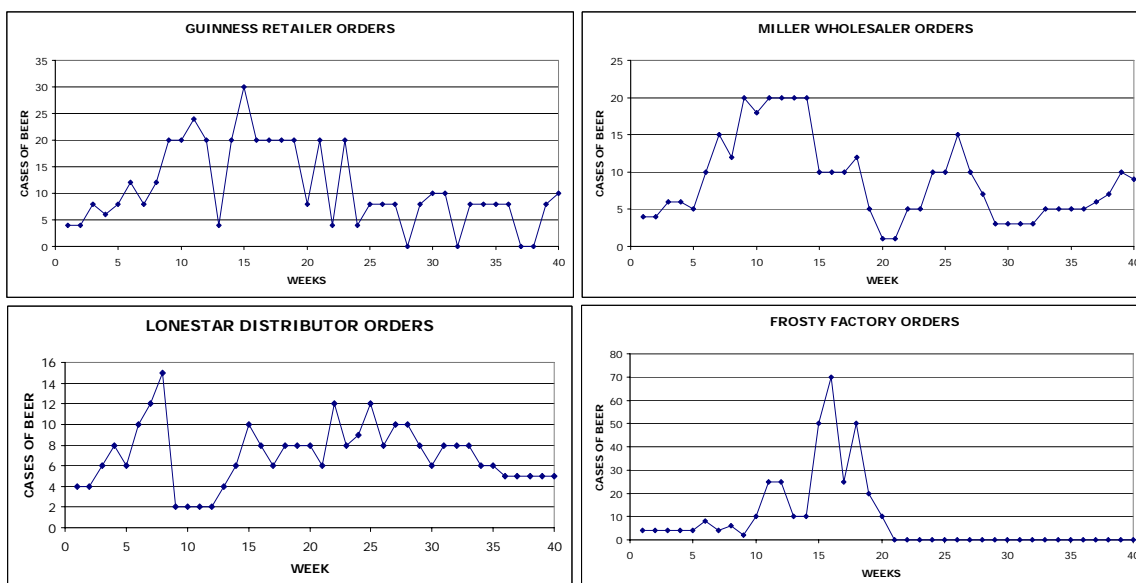 GUINNESS RETAILER ORDERS
CASES OF BEER
35
30
25
20
15
10
5
0
0 5 10 15 20 25 30 35 40
WEEKS
MILLER WHOLESALER ORDERS
CASES OF BEER
25
20
15
10
5
0
0 5 10 15 20 25 30 35 40
WEEK
LONESTAR DISTRIBUTOR ORDERS
CASES OF BEER
16
14
12
10
8
6
4
2
0
0 5 10 15 20 25 30 35 40
WEEK
FROSTY FACTORY ORDERS
CASES OF BEER
80
70
60
50
40
30
20
10
0
0 5 10 15 20 25 30 35 40
WEEKS